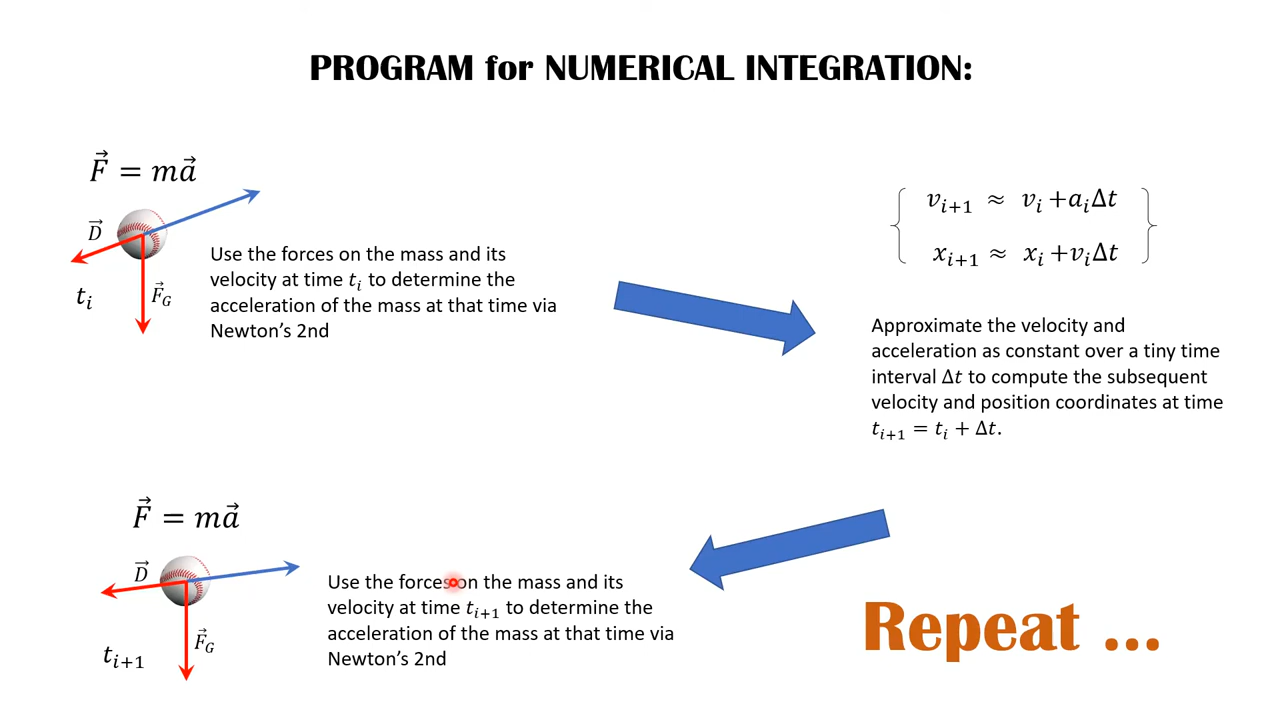 PROGRAM for NUMERICAL INTEGRATION:
F⃗ = ma⃗
D⃗
F⃗_G
t_i
Use the forces on the mass and its
velocity at time t_i to determine the
acceleration of the mass at that time via
Newton's 2nd
v_{i+1} ≈ v_i + a_iΔt
x_{i+1} ≈ x_i + v_iΔt
Approximate the velocity and
acceleration as constant over a tiny time
interval Δt to compute the subsequent
velocity and position coordinates at time
t_{i+1} = t_i + Δt.
F⃗ = ma⃗
D⃗
F⃗_G
t_{i+1}
Use the forces on the mass and its
velocity at time t_{i+1} to determine the
acceleration of the mass at that time via
Newton's 2nd
Repeat ...